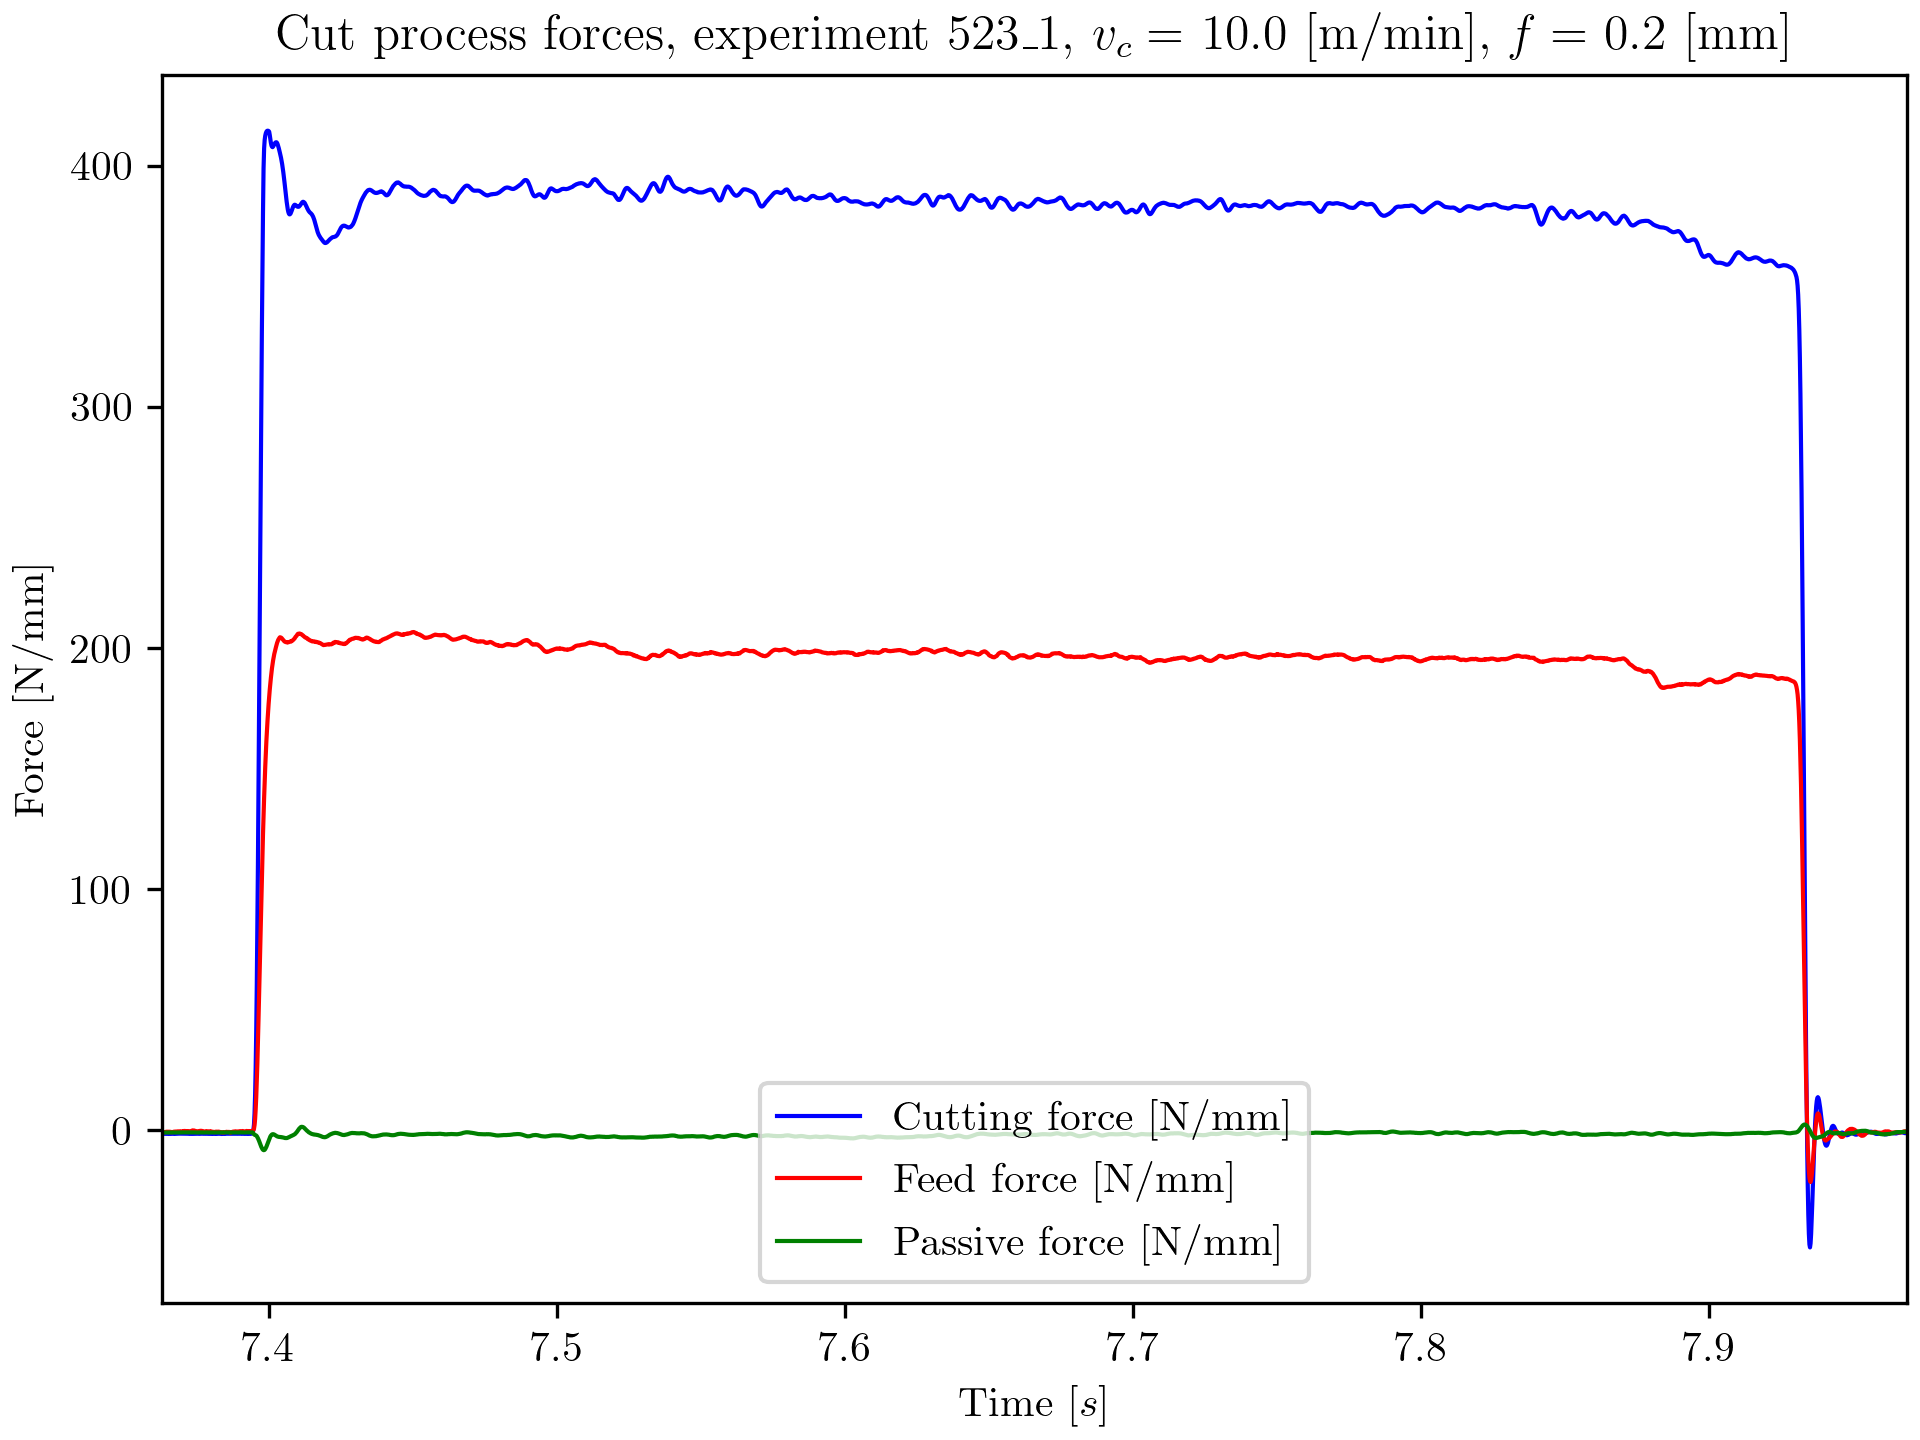 Cut process forces, experiment 523_1, v_c = 10.0 [m/min], f = 0.2 [mm]
Force [N/mm]
400
300
200
100
0
Cutting force [N/mm]
Feed force [N/mm]
Passive force [N/mm]
7.4 7.5 7.6 7.7 7.8 7.9
Time [s]